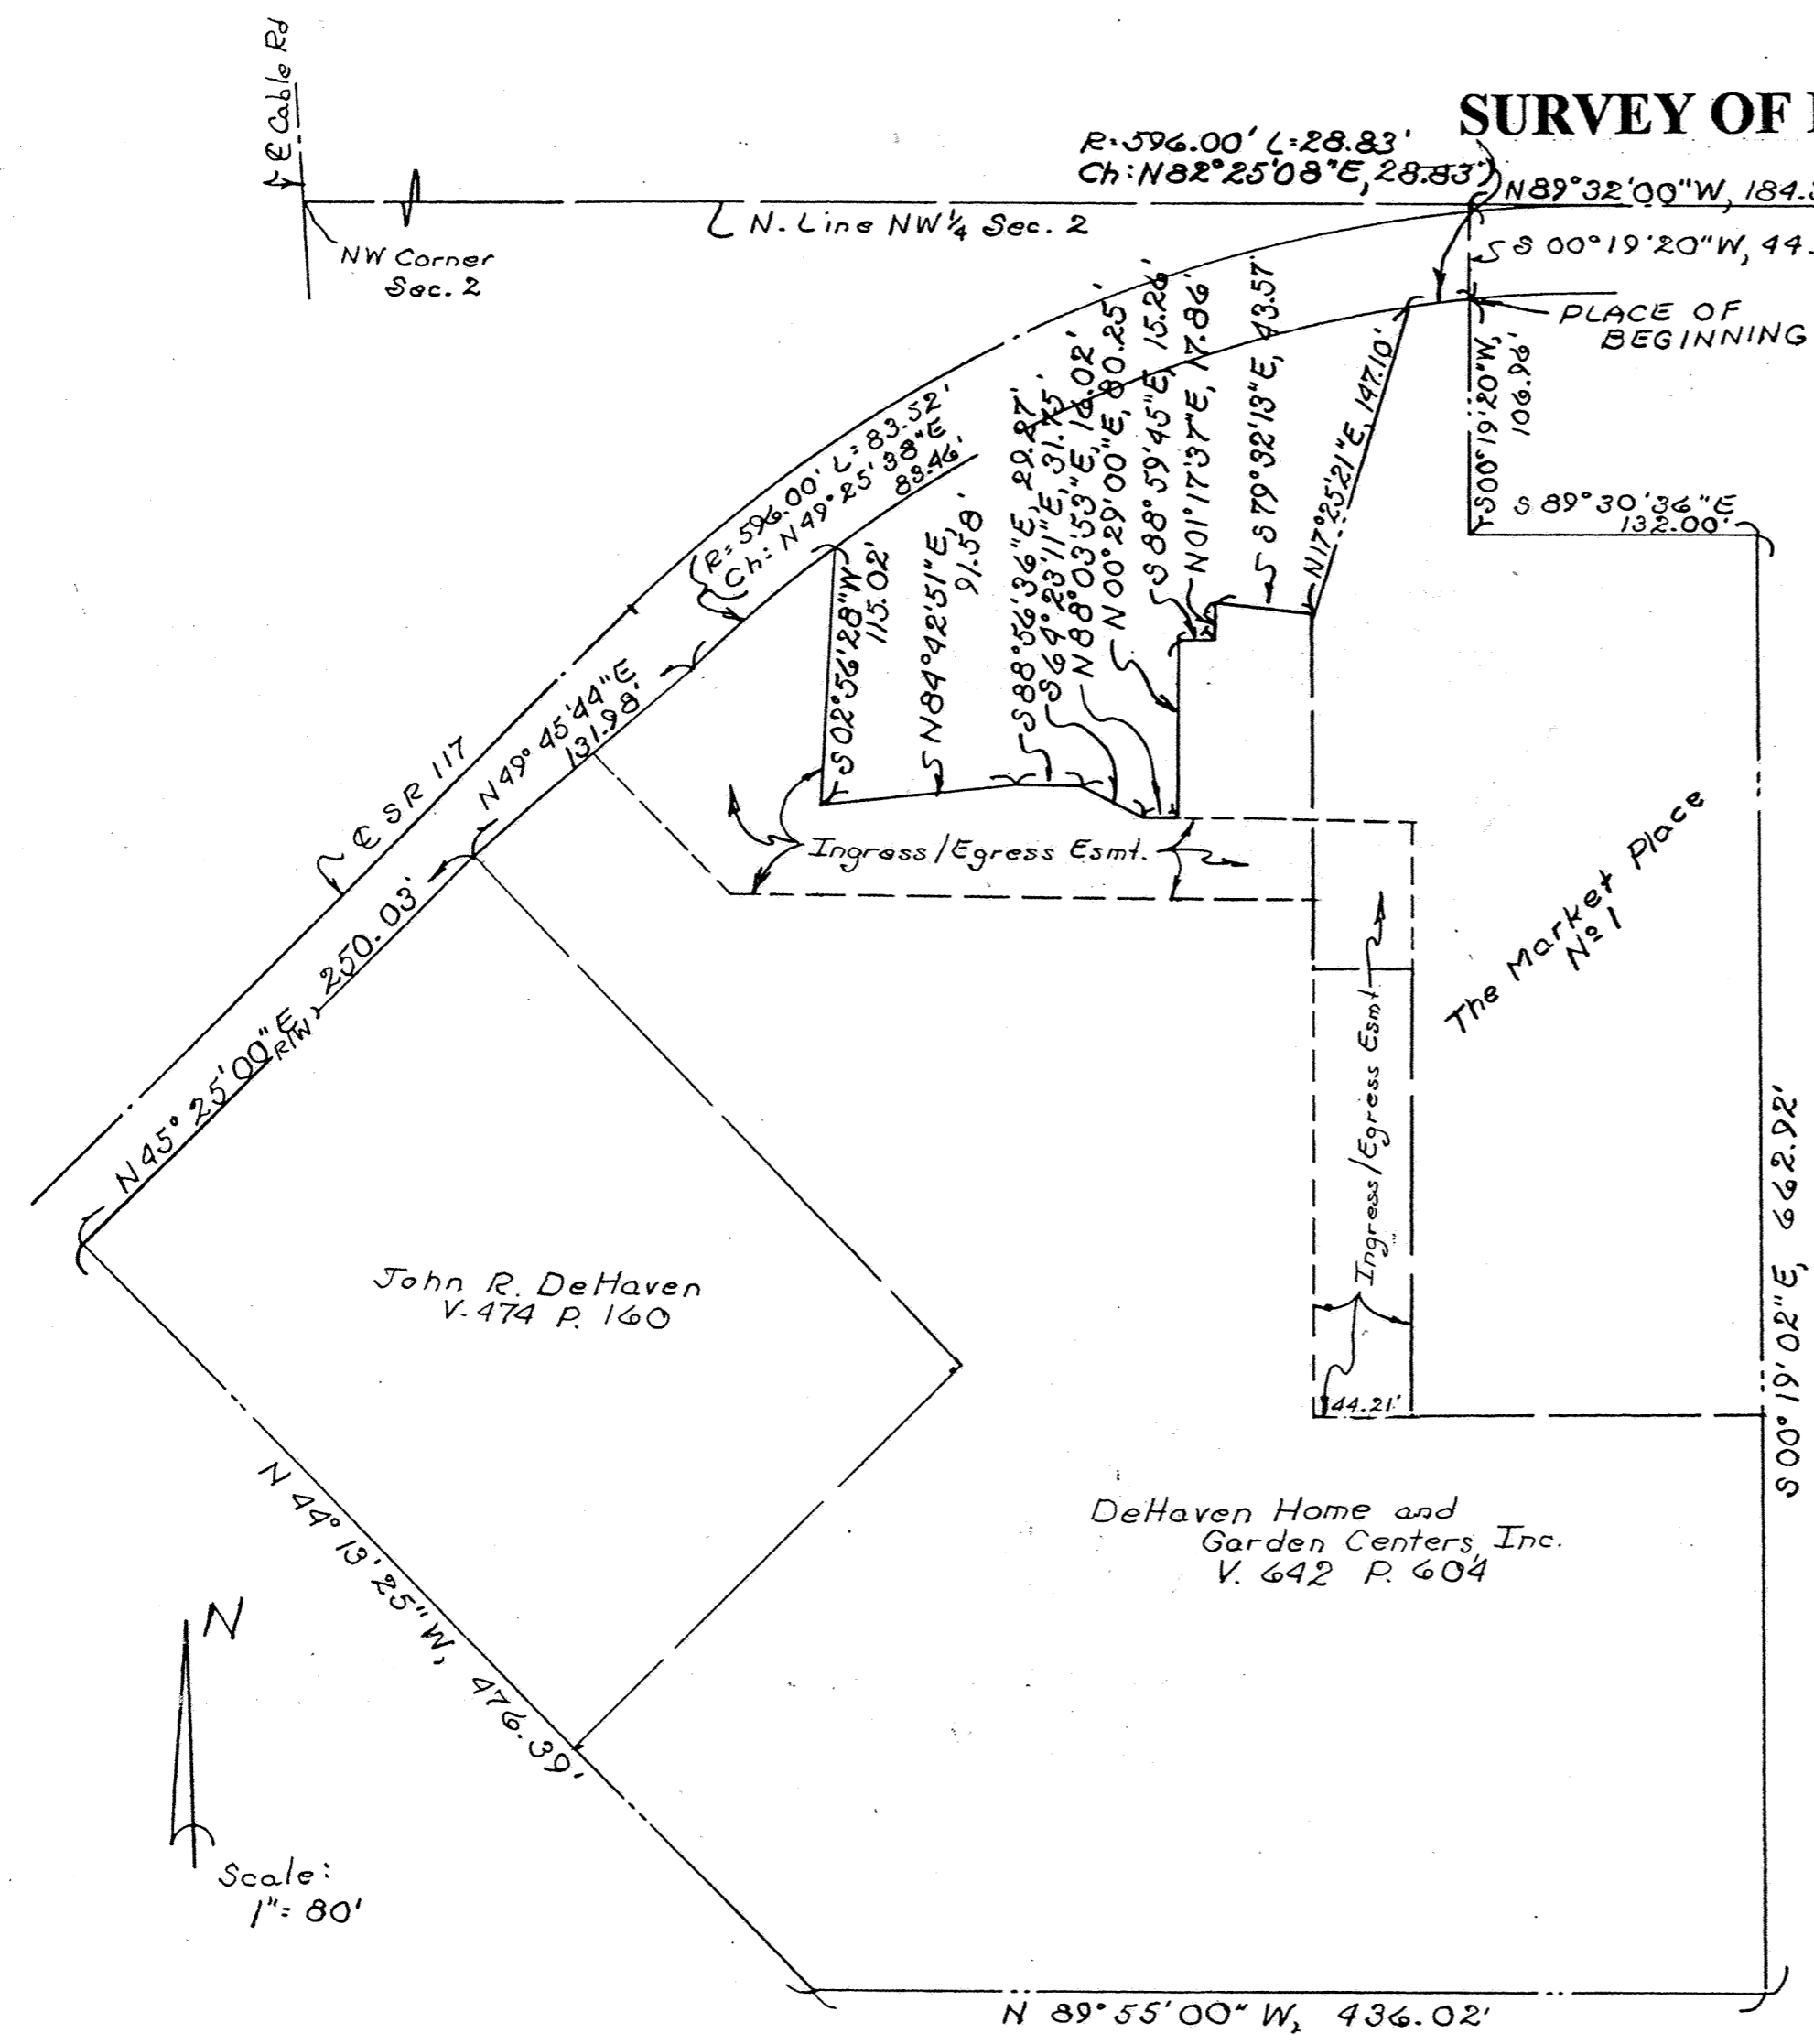 SURVEY OF
℄ Cable Rd
R=596.00' L=28.83'
Ch: N82°25'08"E, 28.83'
N89°32'00"W, 184.
N. Line NW¼ Sec. 2
NW Corner
Sec. 2
S 00°19'20"W, 44.
PLACE OF
BEGINNING
S00°19'20"W,
106.96'
S 89°30'36"E
132.00'
N17°25'21"E, 147.10'
S79°32'13"E, 43.57'
N01°17'37"E, 17.86'
S 88°59'45"E, 15.26'
N 00°29'00"E, 80.25'
N88°03'53"E, 16.02'
S64°23'11"E, 31.75'
S88°56'36"E, 29.27'
N84°42'51"E,
91.58'
S02°56'28"W
115.02'
R=596.00' L=83.52'
Ch: N49°25'38"E
83.46'
N49°45'44"E
131.98'
℄ SR 117
N45°25'00"E, 250.03'
R/W
Ingress/Egress Esmt.
The Market Place
Nº 1
Ingress/Egress Esmt.
44.21'
S00°19'02"E, 662.92'
John R. DeHaven
V. 474 P. 160
DeHaven Home and
Garden Centers, Inc.
V. 642 P. 604
N 44°13'25"W, 476.39'
N
Scale:
1"= 80'
N 89°55'00"W, 436.02'